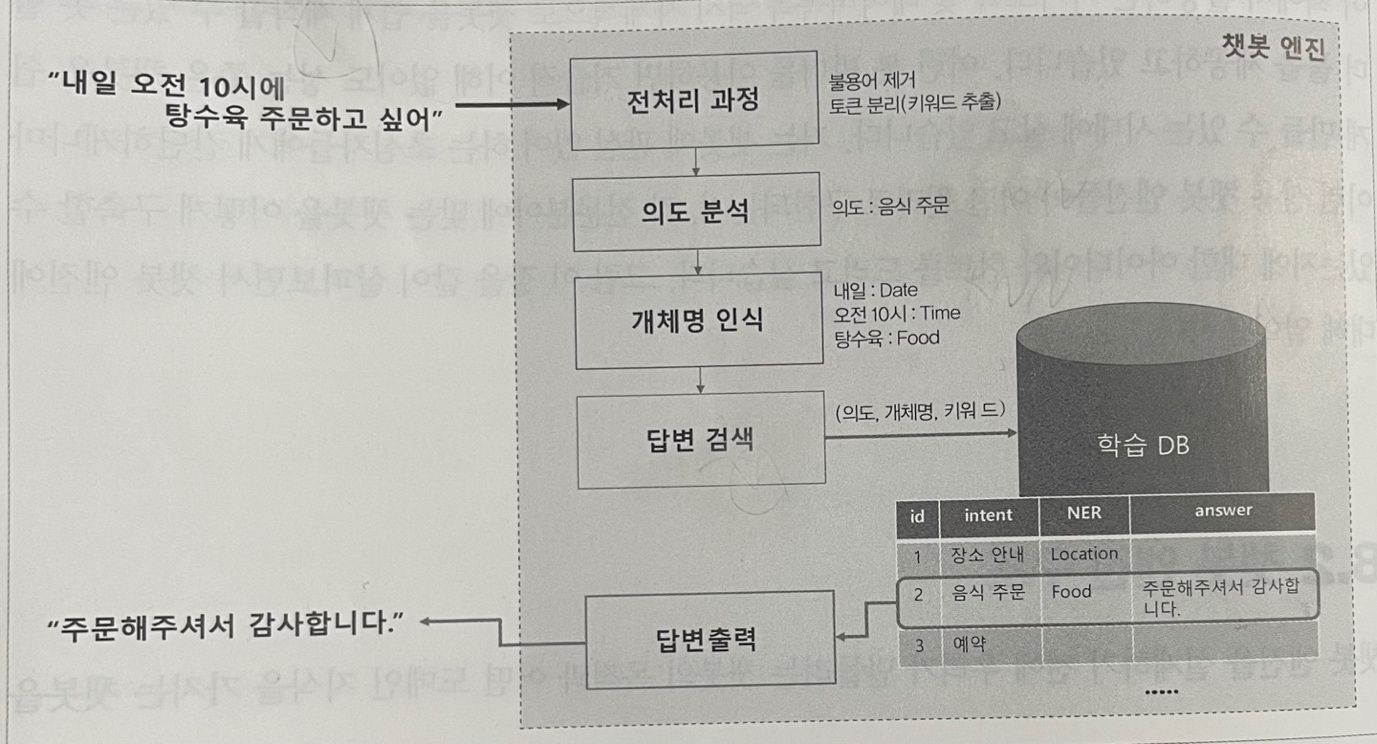 챗봇 엔진
"내일 오전 10시에
탕수육 주문하고 싶어"
전처리 과정
불용어 제거
토큰 분리(키워드 추출)
의도 분석
의도 : 음식 주문
개체명 인식
내일 : Date
오전 10시 : Time
탕수육 : Food
답변 검색
(의도, 개체명, 키워 드)
학습 DB
id intent NER answer
1 장소 안내 Location
2 음식 주문 Food 주문해주셔서 감사합
니다.
3 예약
.....
답변출력
"주문해주셔서 감사합니다."